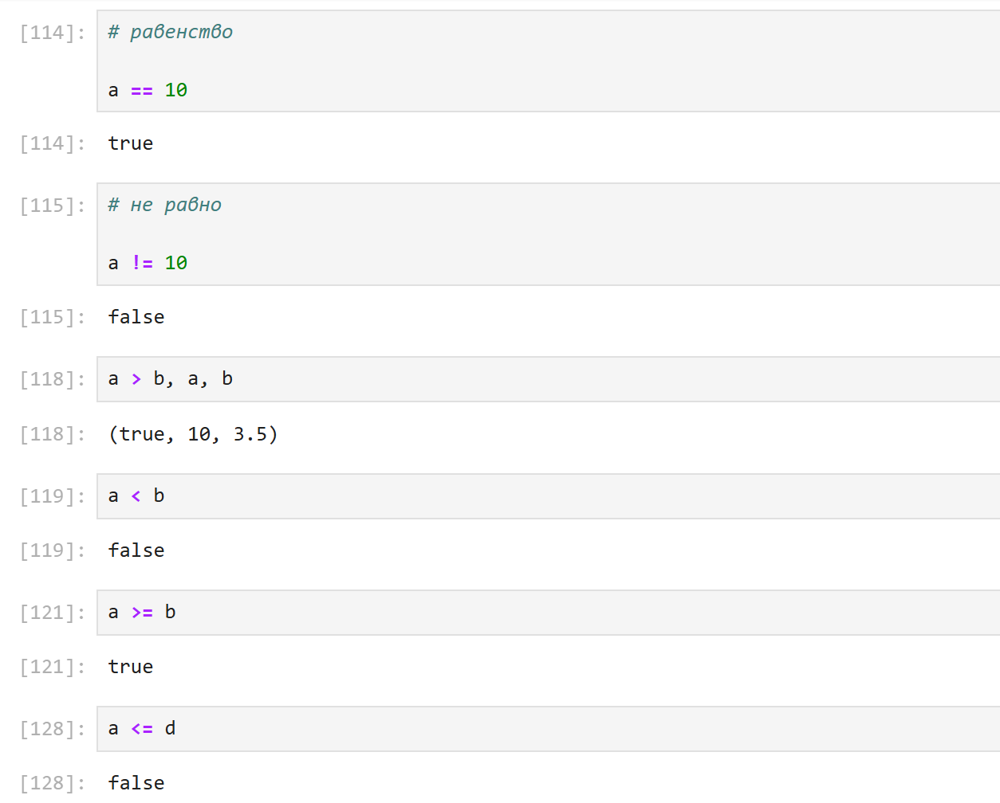 [114]: # равенство
a == 10
[114]: true
[115]: # не равно
a != 10
[115]: false
[118]: a > b, a, b
[118]: (true, 10, 3.5)
[119]: a < b
[119]: false
[121]: a >= b
[121]: true
[128]: a <= d
[128]: false